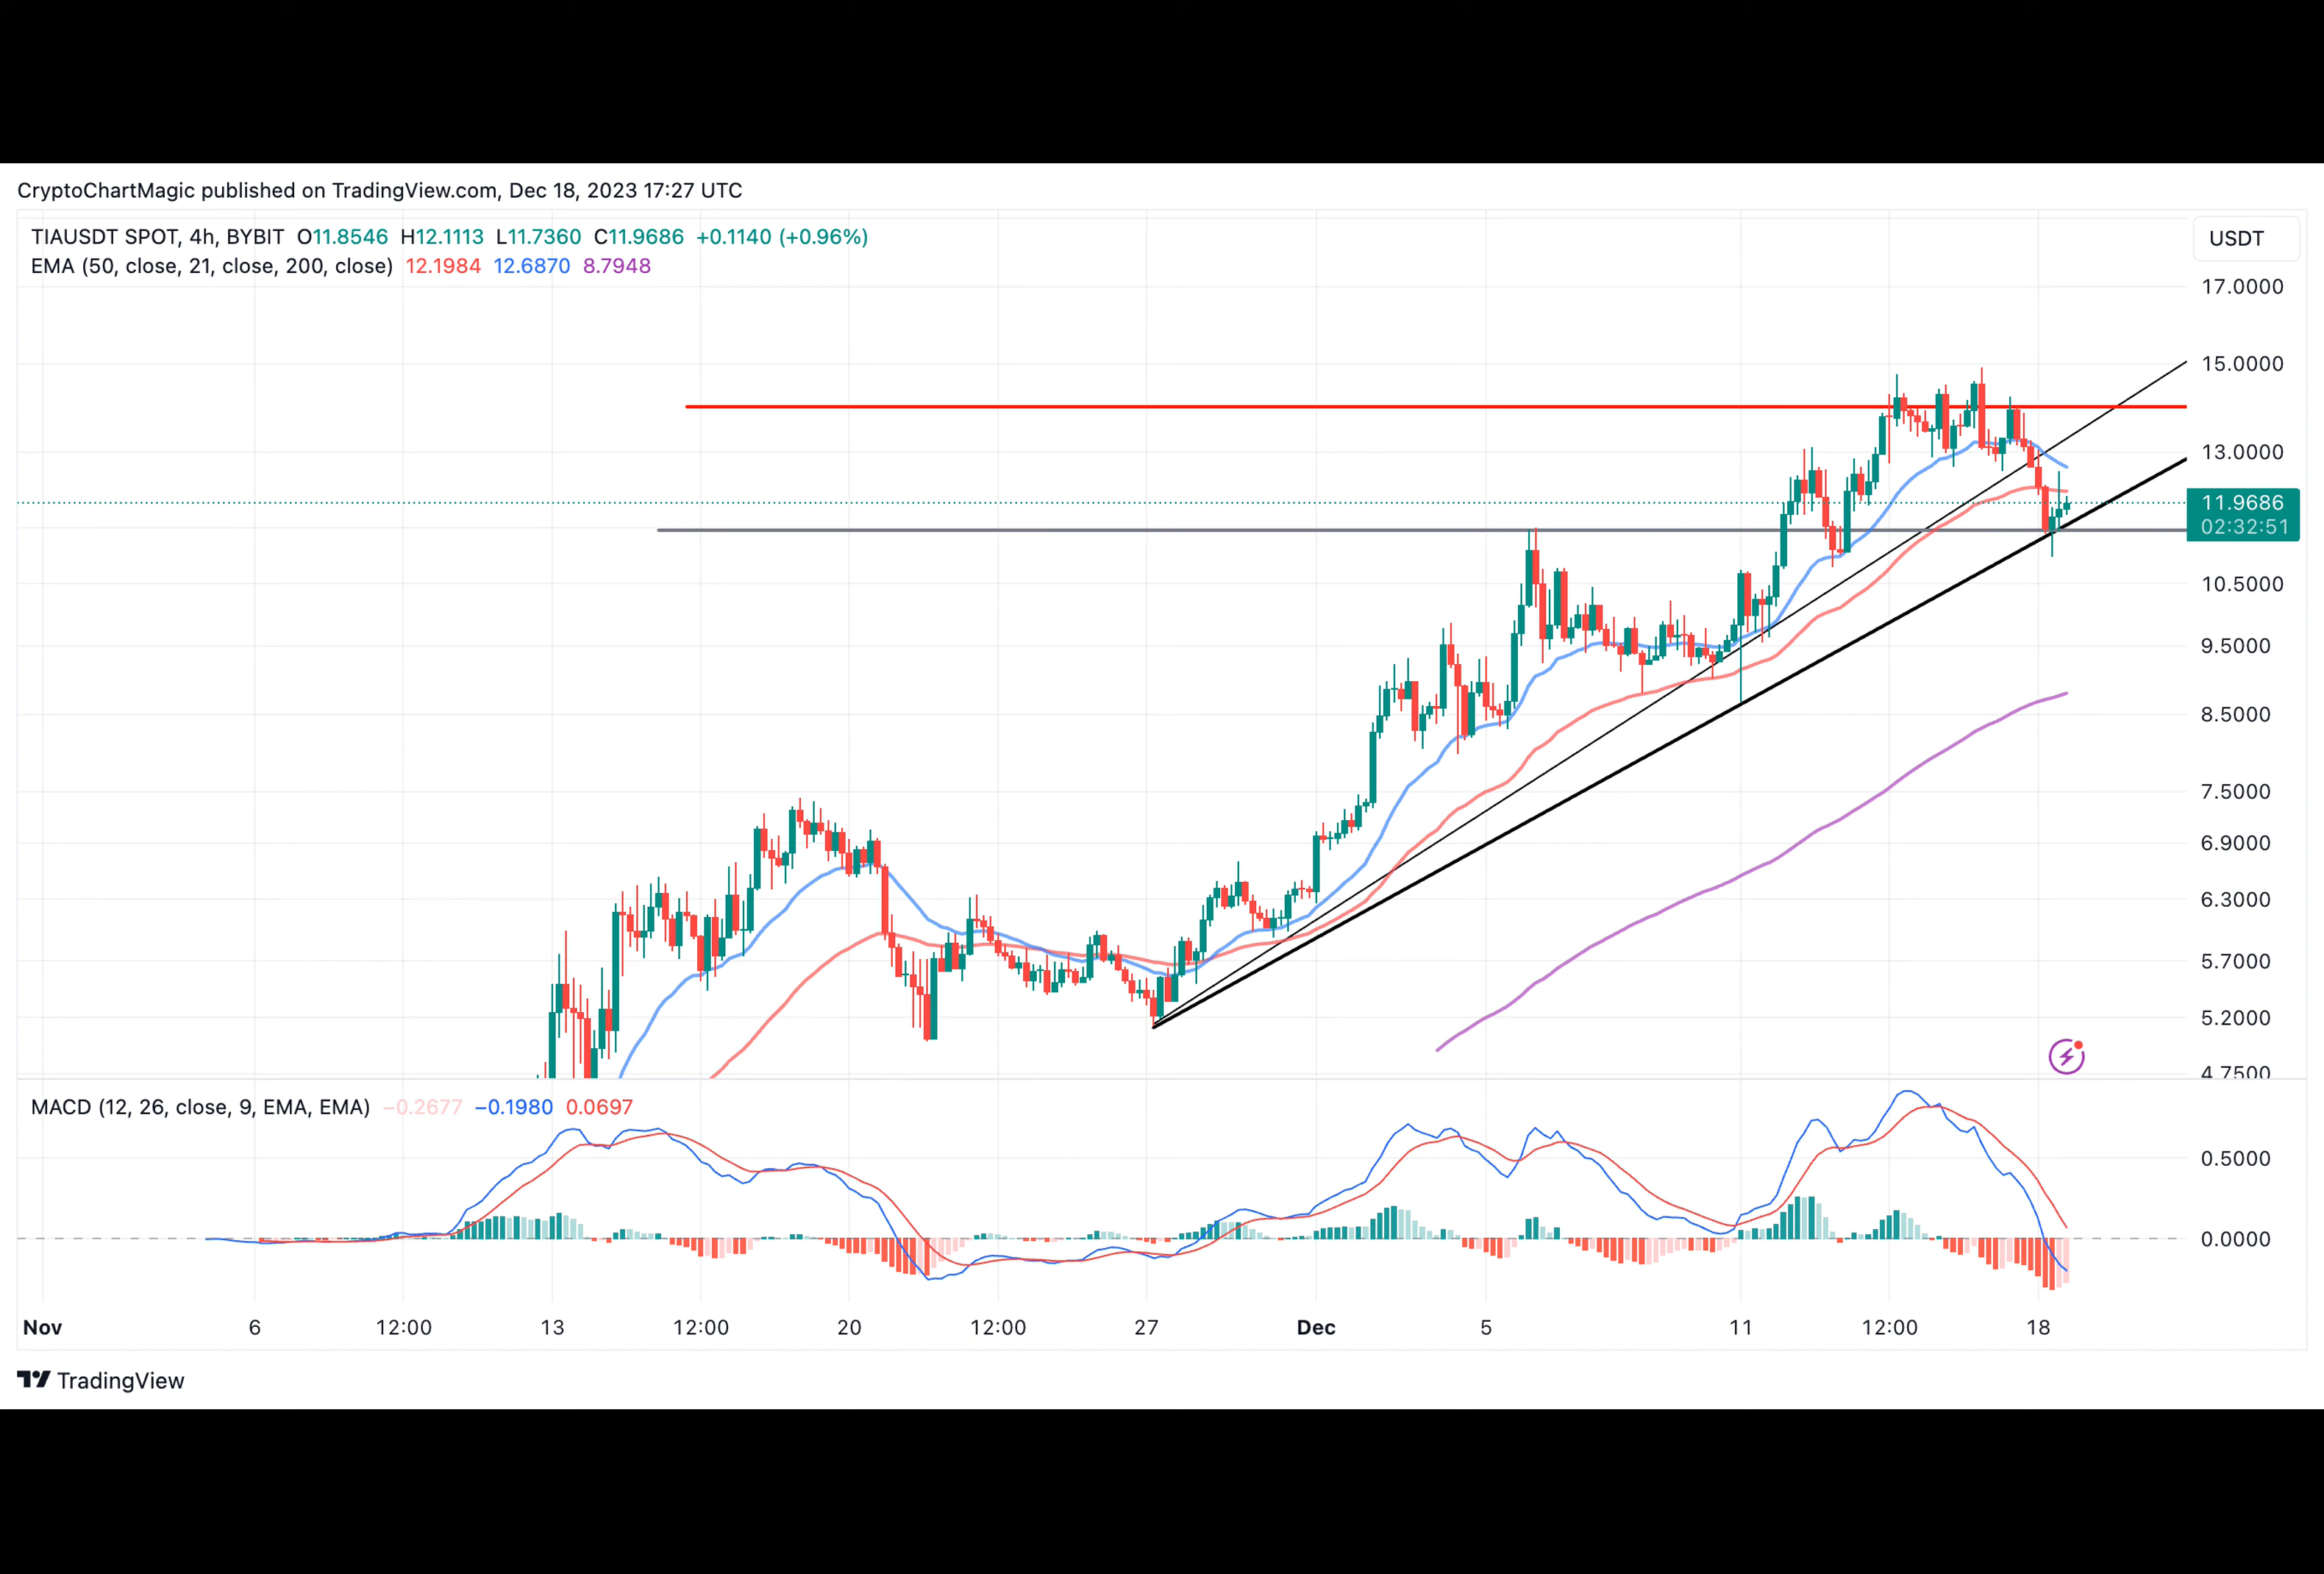 CryptoChartMagic published on TradingView.com, Dec 18, 2023 17:27 UTC
TIAUSDT SPOT, 4h, BYBIT O11.8546 H12.1113 L11.7360 C11.9686 +0.1140 (+0.96%)
USDT
EMA (50, close, 21, close, 200, close) 12.1984 12.6870 8.7948
17.0000
15.0000
13.0000
11.9686
02:32:51
10.5000
9.5000
8.5000
7.5000
6.9000
6.3000
5.7000
5.2000
4.7500
MACD (12, 26, close, 9, EMA, EMA) −0.2677 −0.1980 0.0697
0.5000
0.0000
Nov 6 12:00 13 12:00 20 12:00 27 Dec 5 11 12:00 18
TradingView